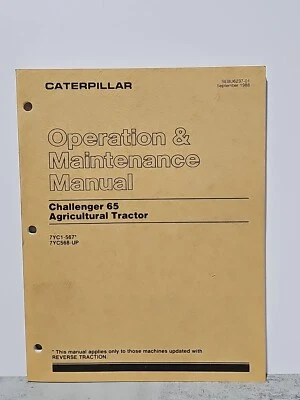 CATERPILLAR
September 1988
Operation &
Maintenance
Manual
Challenger 65
Agricultural Tractor
7YC1-567*
7YC568-UP
* This manual applies only to those machines updated with
REVERSE TRACTION.